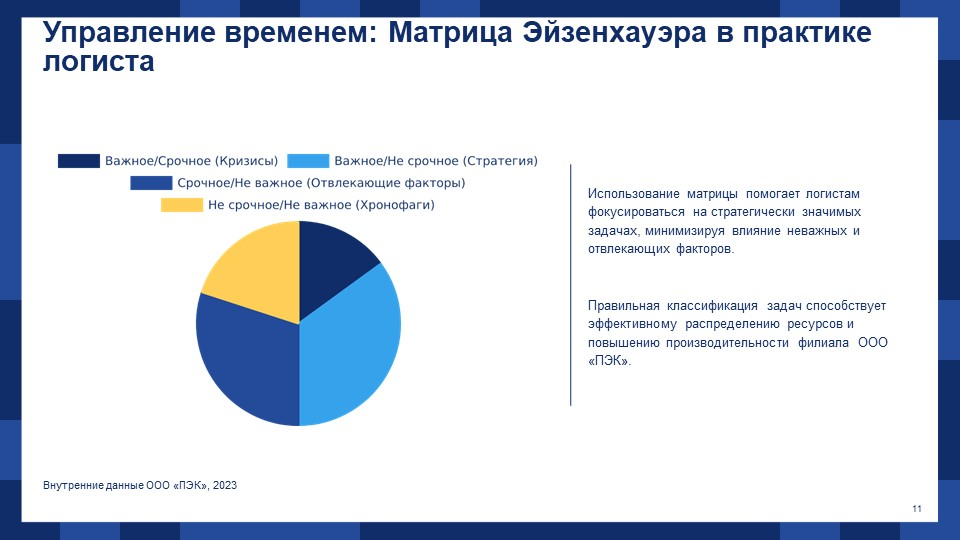 Управление временем: Матрица Эйзенхауэра в практике
логиста
Важное/Срочное (Кризисы)
Важное/Не срочное (Стратегия)
Срочное/Не важное (Отвлекающие факторы)
Не срочное/Не важное (Хронофаги)
Использование матрицы помогает логистам
фокусироваться на стратегически значимых
задачах, минимизируя влияние неважных и
отвлекающих факторов.
Правильная классификация задач способствует
эффективному распределению ресурсов и
повышению производительности филиала ООО
«ПЭК».
Внутренние данные ООО «ПЭК», 2023
11